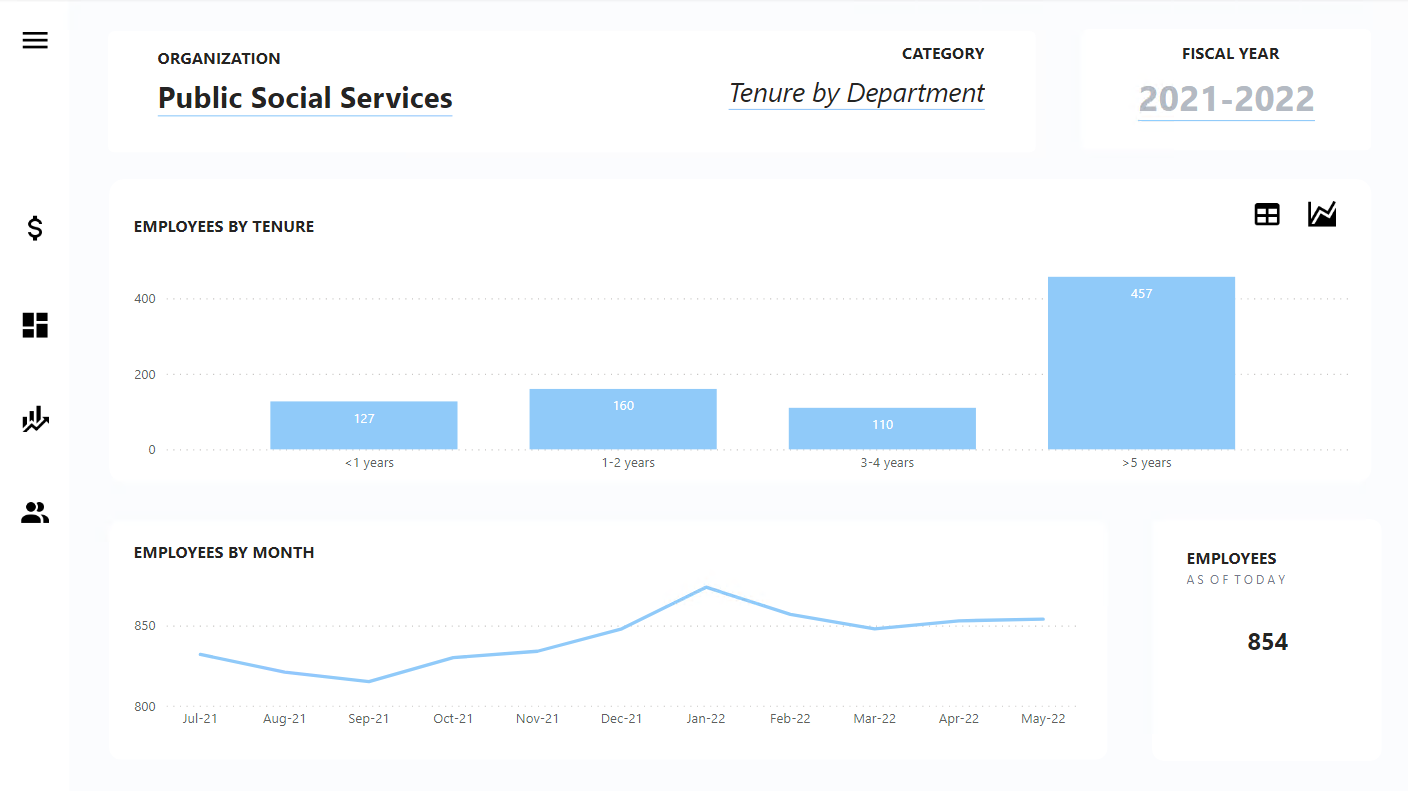 ORGANIZATION
Public Social Services
CATEGORY
Tenure by Department
FISCAL YEAR
2021-2022
EMPLOYEES BY TENURE
400
200
0
127
160
110
457
<1 years
1-2 years
3-4 years
>5 years
EMPLOYEES BY MONTH
850
800
Jul-21
Aug-21
Sep-21
Oct-21
Nov-21
Dec-21
Jan-22
Feb-22
Mar-22
Apr-22
May-22
EMPLOYEES
AS OF TODAY
854